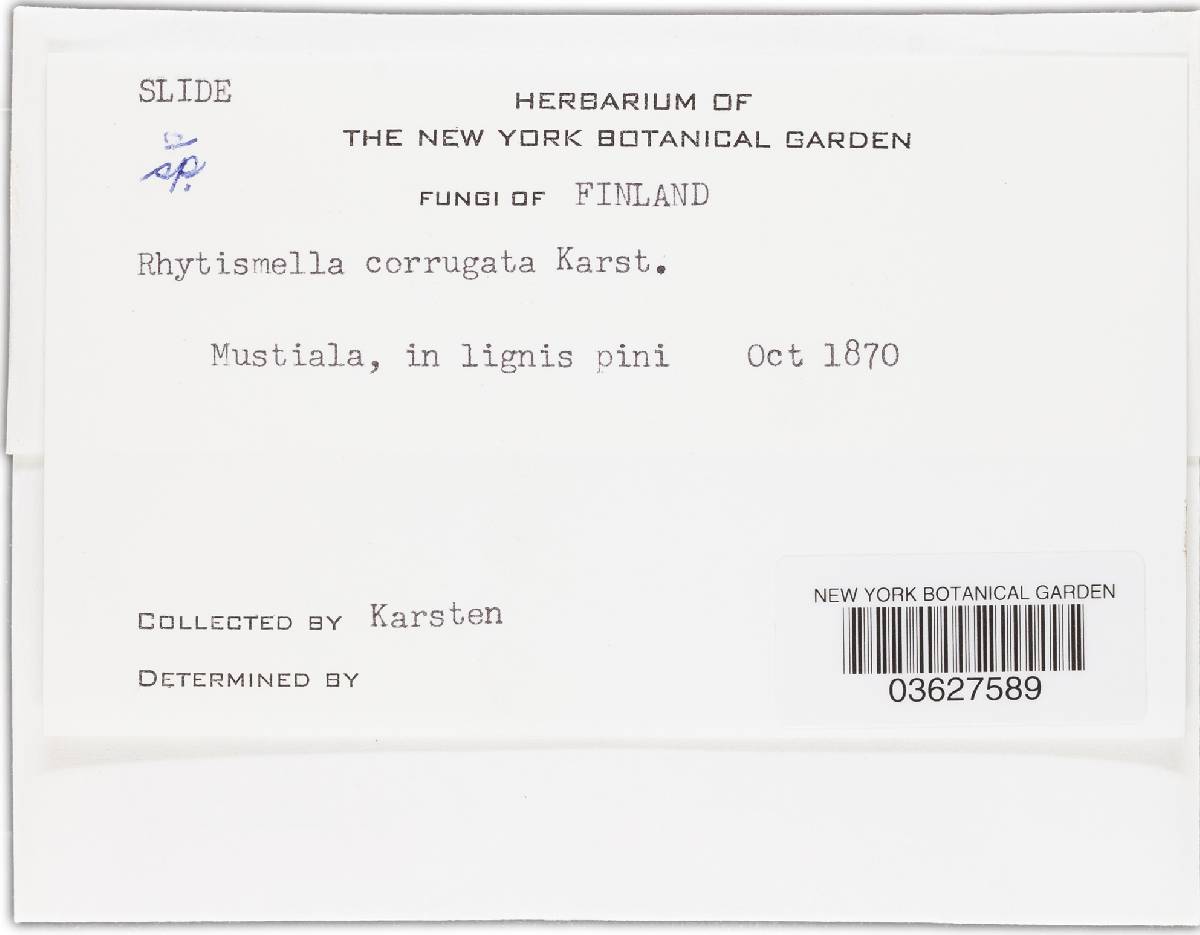 SLIDE
HERBARIUM OF
THE NEW YORK BOTANICAL GARDEN
sp.
FUNGI OF FINLAND
Rhytismella corrugata Karst.
Mustiala, in lignis pini Oct 1870
COLLECTED BY Karsten
DETERMINED BY
NEW YORK BOTANICAL GARDEN
03627589